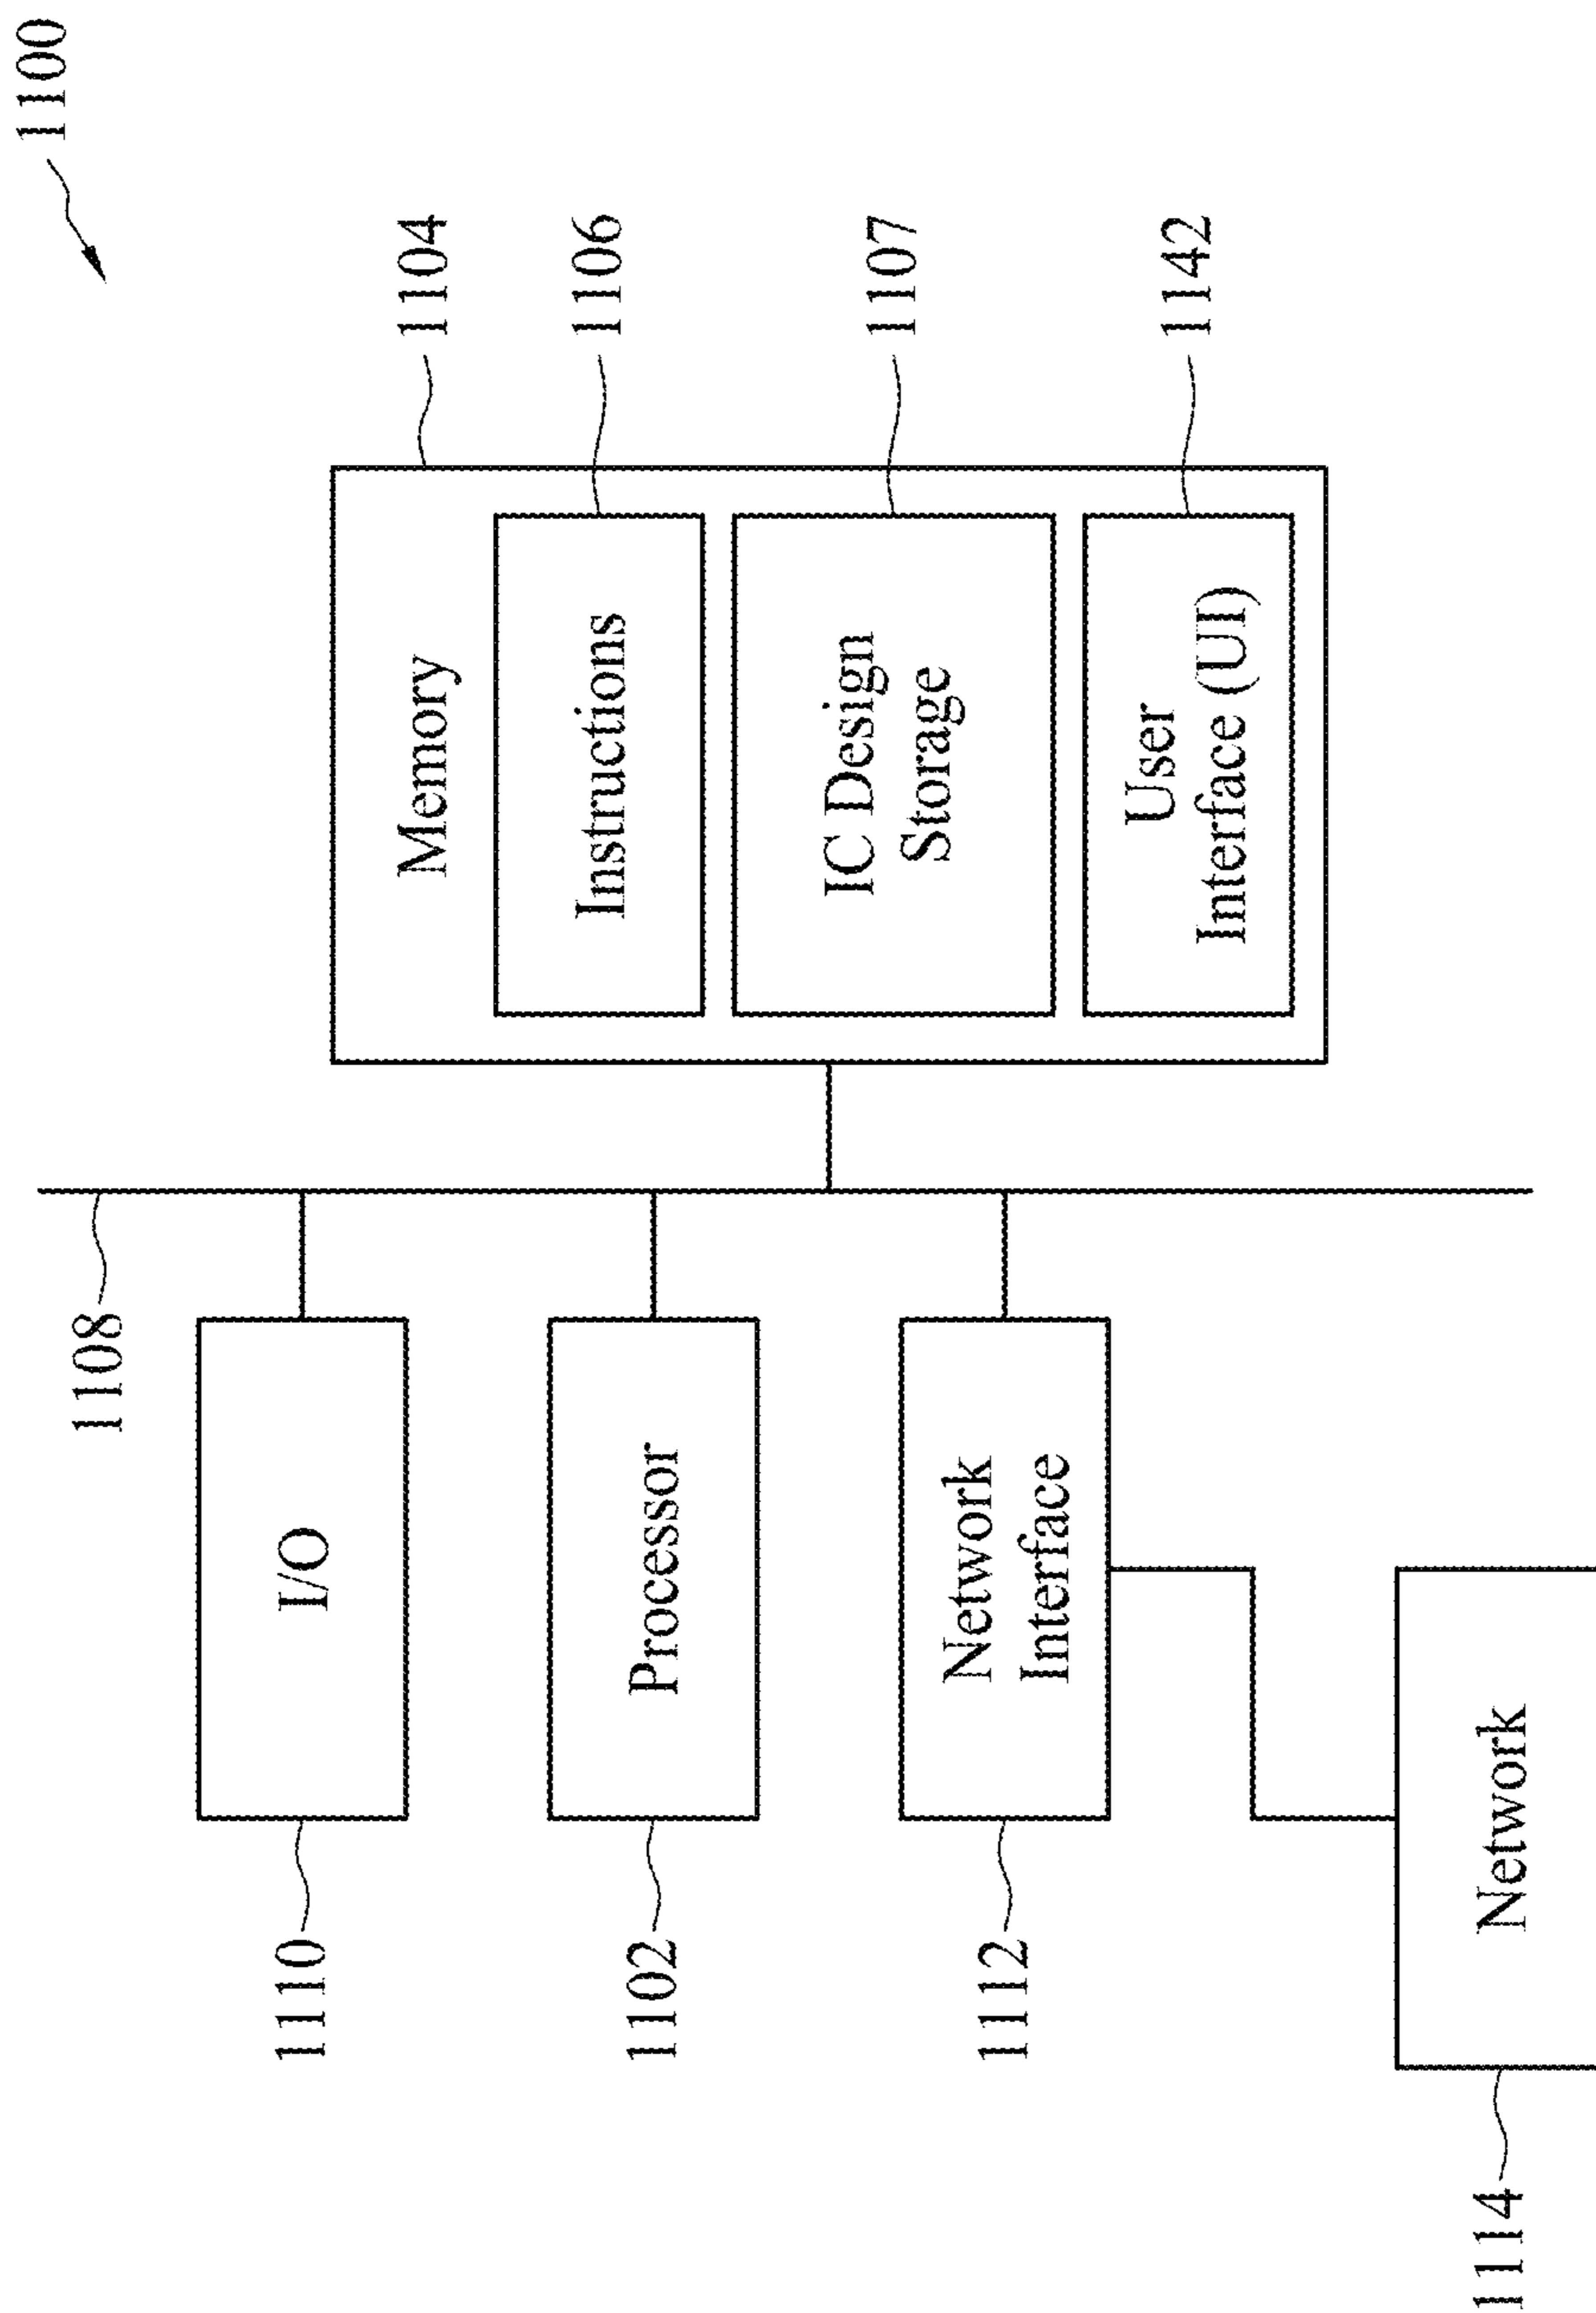 1100
1104
Memory
Instructions
1106
IC Design
Storage
1107
User
Interface (UI)
1142
1108
1110
I/O
1102
Processor
1112
Network
Interface
1114
Network